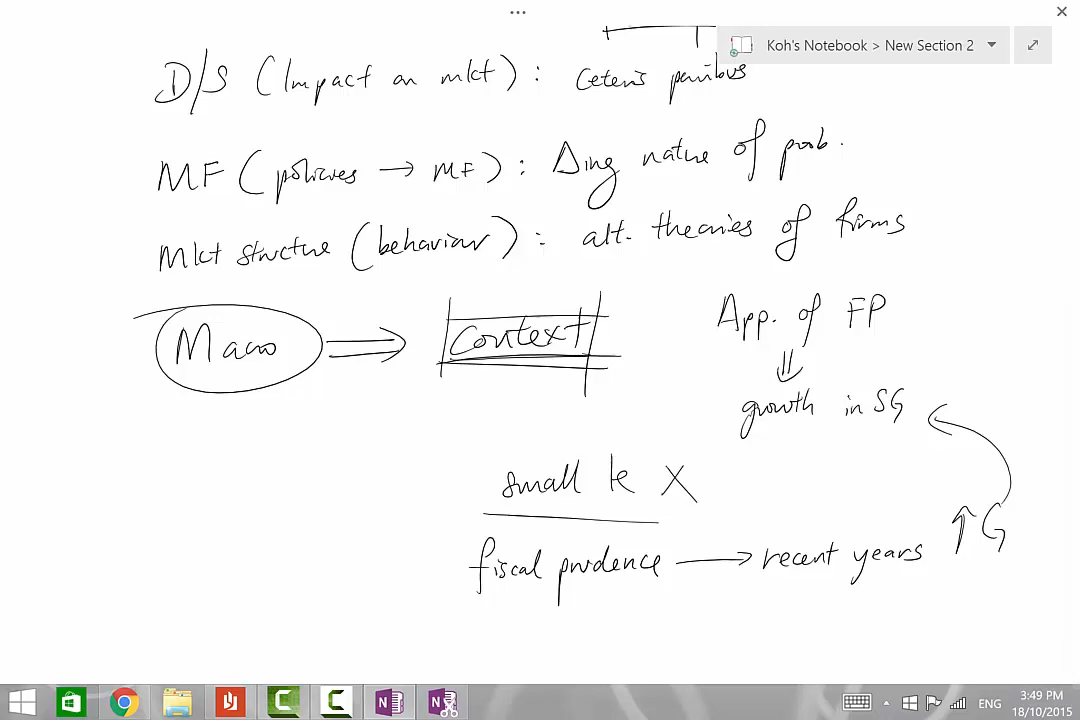 Koh's Notebook > New Section 2
D/S (Impact on mkt) : Ceteris paribus
MF (policies → MF) : Δing nature of prob.
Mkt structure (behaviour) : alt. theories of firms
Macro ⇒ Context
App. of FP
⇓
growth in SG
small k X
↑ G
fiscal prudence → recent years
ENG
3:49 PM
18/10/2015